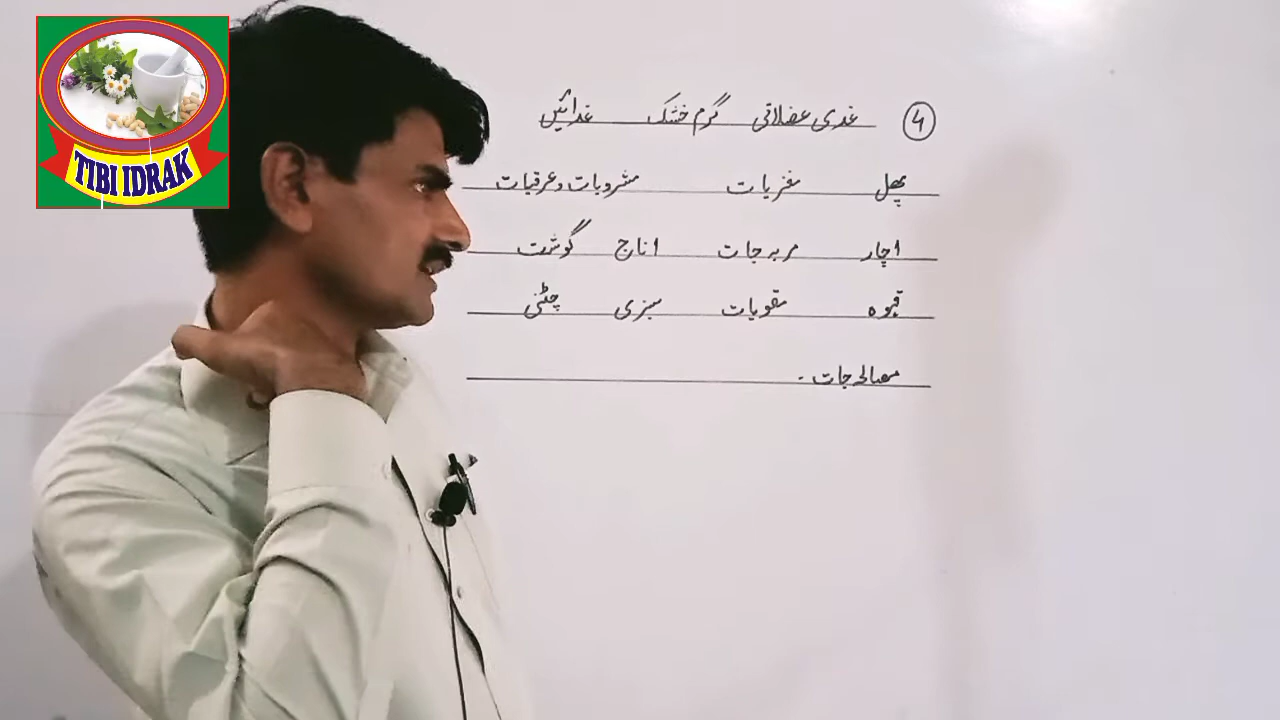 TIBI IDRAK
۴ غدی عضلاتی گرم خشک غذائیں
پھل مغزیات مشروبات و عرقیات
اچار مربہ جات اناج گوشت
قہوہ مقویات سبزی چٹنی
مصالحہ جات ۔